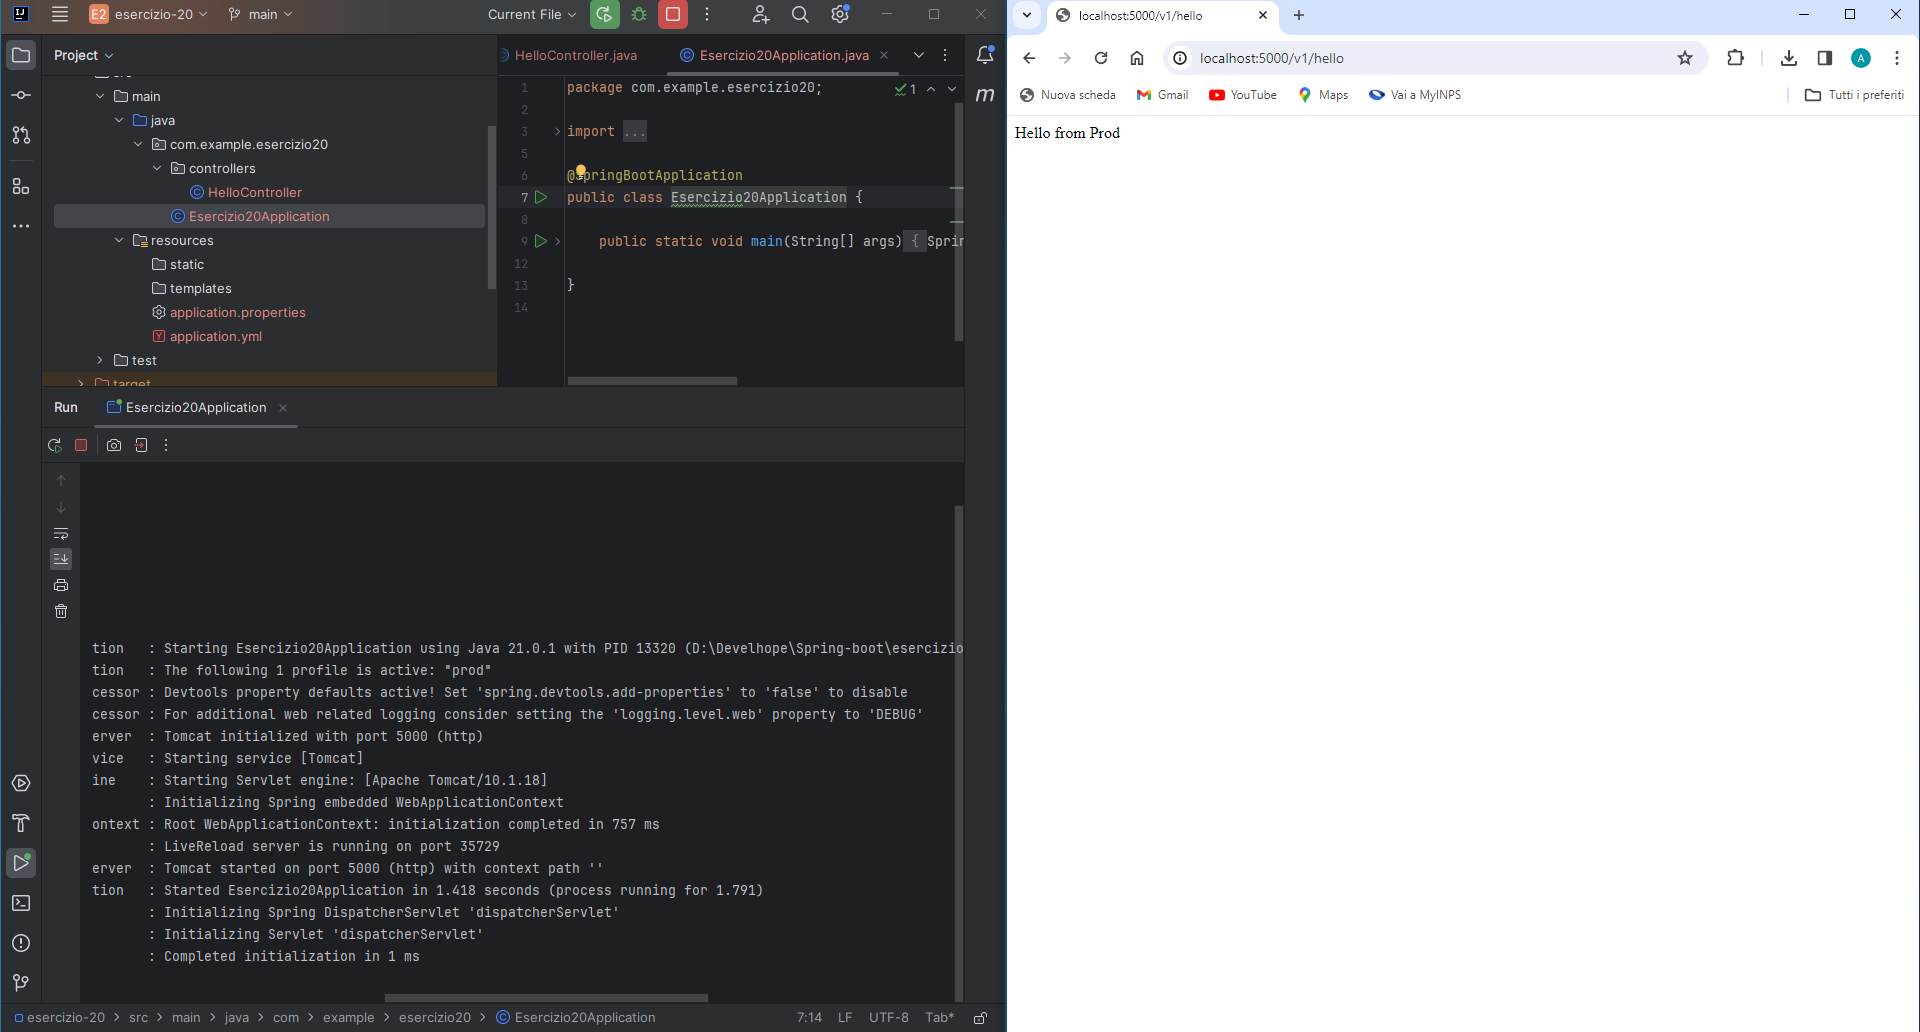 E2 esercizio-20 main Current File
Project
HelloController.java
Esercizio20Application.java
main
java
com.example.esercizio20
controllers
HelloController
Esercizio20Application
resources
static
templates
application.properties
application.yml
test
target
1 package com.example.esercizio20;
1
2
3 import ...
5
6 @SpringBootApplication
7 public class Esercizio20Application {
8
9 public static void main(String[] args) { Sprin
12
13 }
14
m
Run Esercizio20Application
tion : Starting Esercizio20Application using Java 21.0.1 with PID 13320 (D:\Develhope\Spring-boot\esercizio
tion : The following 1 profile is active: "prod"
cessor : Devtools property defaults active! Set 'spring.devtools.add-properties' to 'false' to disable
cessor : For additional web related logging consider setting the 'logging.level.web' property to 'DEBUG'
erver : Tomcat initialized with port 5000 (http)
vice : Starting service [Tomcat]
ine : Starting Servlet engine: [Apache Tomcat/10.1.18]
: Initializing Spring embedded WebApplicationContext
ontext : Root WebApplicationContext: initialization completed in 757 ms
: LiveReload server is running on port 35729
erver : Tomcat started on port 5000 (http) with context path ''
tion : Started Esercizio20Application in 1.418 seconds (process running for 1.791)
: Initializing Spring DispatcherServlet 'dispatcherServlet'
: Initializing Servlet 'dispatcherServlet'
: Completed initialization in 1 ms
esercizio-20 > src > main > java > com > example > esercizio20 > Esercizio20Application
7:14 LF UTF-8 Tab*
localhost:5000/v1/hello
localhost:5000/v1/hello
A
Nuova scheda Gmail YouTube Maps Vai a MyINPS Tutti i preferiti
Hello from Prod